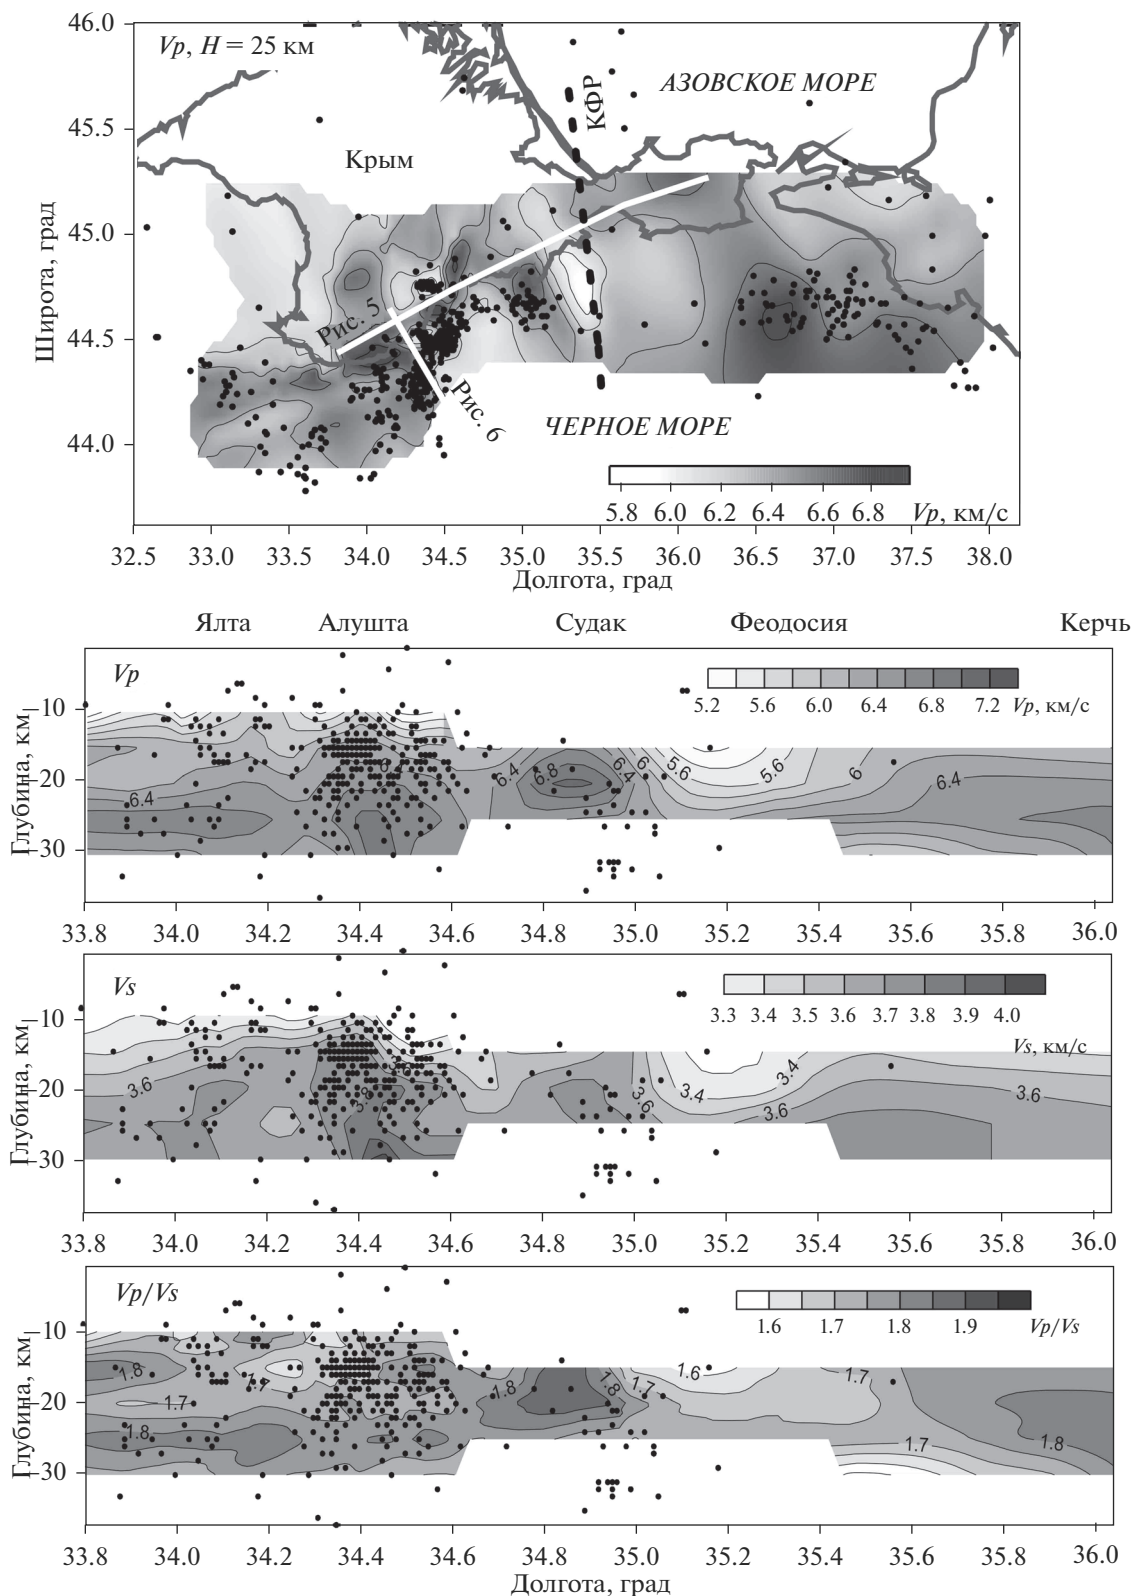 46.0
Vp, H = 25 км
АЗОВСКОЕ МОРЕ
КФР
45.5
Крым
45.0
Широта, град
44.5
Рис. 5
Рис. 6
ЧЕРНОЕ МОРЕ
44.0
5.8 6.0 6.2 6.4 6.6 6.8 Vp, км/с
32.5 33.0 33.5 34.0 34.5 35.0 35.5 36.0 36.5 37.0 37.5 38.0
Долгота, град
Ялта Алушта Судак Феодосия Керчь
Vp
5.2 5.6 6.0 6.4 6.8 7.2 Vp, км/с
–10
–20
–30
Глубина, км
6.4 6.4 6.4 6.8 6.4 6 5.6 5.6 6 6.4
33.8 34.0 34.2 34.4 34.6 34.8 35.0 35.2 35.4 35.6 35.8 36.0
Vs
3.3 3.4 3.5 3.6 3.7 3.8 3.9 4.0
Vs, км/с
–10
–20
–30
Глубина, км
3.6 3.8 3.6 3.4 3.4 3.6 3.6
33.8 34.0 34.2 34.4 34.6 34.8 35.0 35.2 35.4 35.6 35.8 36.0
Vp/Vs
1.6 1.7 1.8 1.9 Vp/Vs
–10
–20
–30
Глубина, км
1.8 1.7 1.7 1.8 1.8 1.8 1.7 1.6 1.7 1.7 1.8
33.8 34.0 34.2 34.4 34.6 34.8 35.0 35.2 35.4 35.6 35.8 36.0
Долгота, град